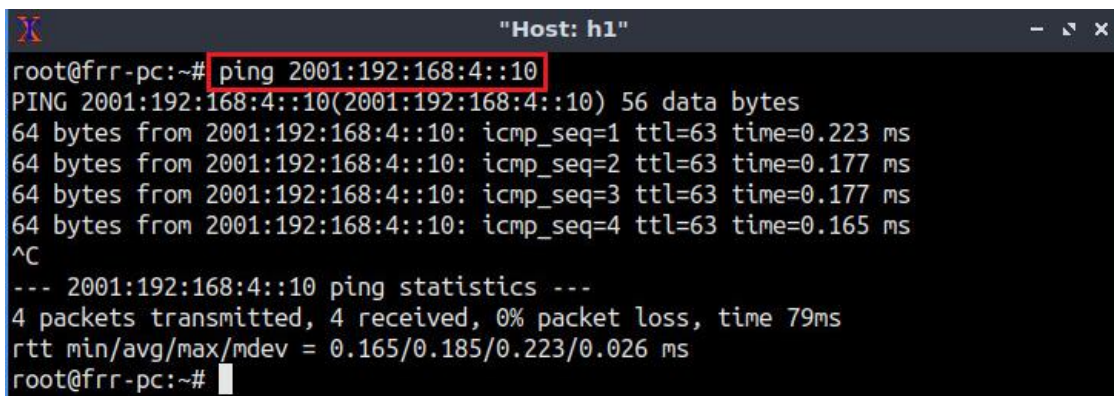 "Host: h1"
root@frr-pc:~# ping 2001:192:168:4::10
PING 2001:192:168:4::10(2001:192:168:4::10) 56 data bytes
64 bytes from 2001:192:168:4::10: icmp_seq=1 ttl=63 time=0.223 ms
64 bytes from 2001:192:168:4::10: icmp_seq=2 ttl=63 time=0.177 ms
64 bytes from 2001:192:168:4::10: icmp_seq=3 ttl=63 time=0.177 ms
64 bytes from 2001:192:168:4::10: icmp_seq=4 ttl=63 time=0.165 ms
^C
--- 2001:192:168:4::10 ping statistics ---
4 packets transmitted, 4 received, 0% packet loss, time 79ms
rtt min/avg/max/mdev = 0.165/0.185/0.223/0.026 ms
root@frr-pc:~#